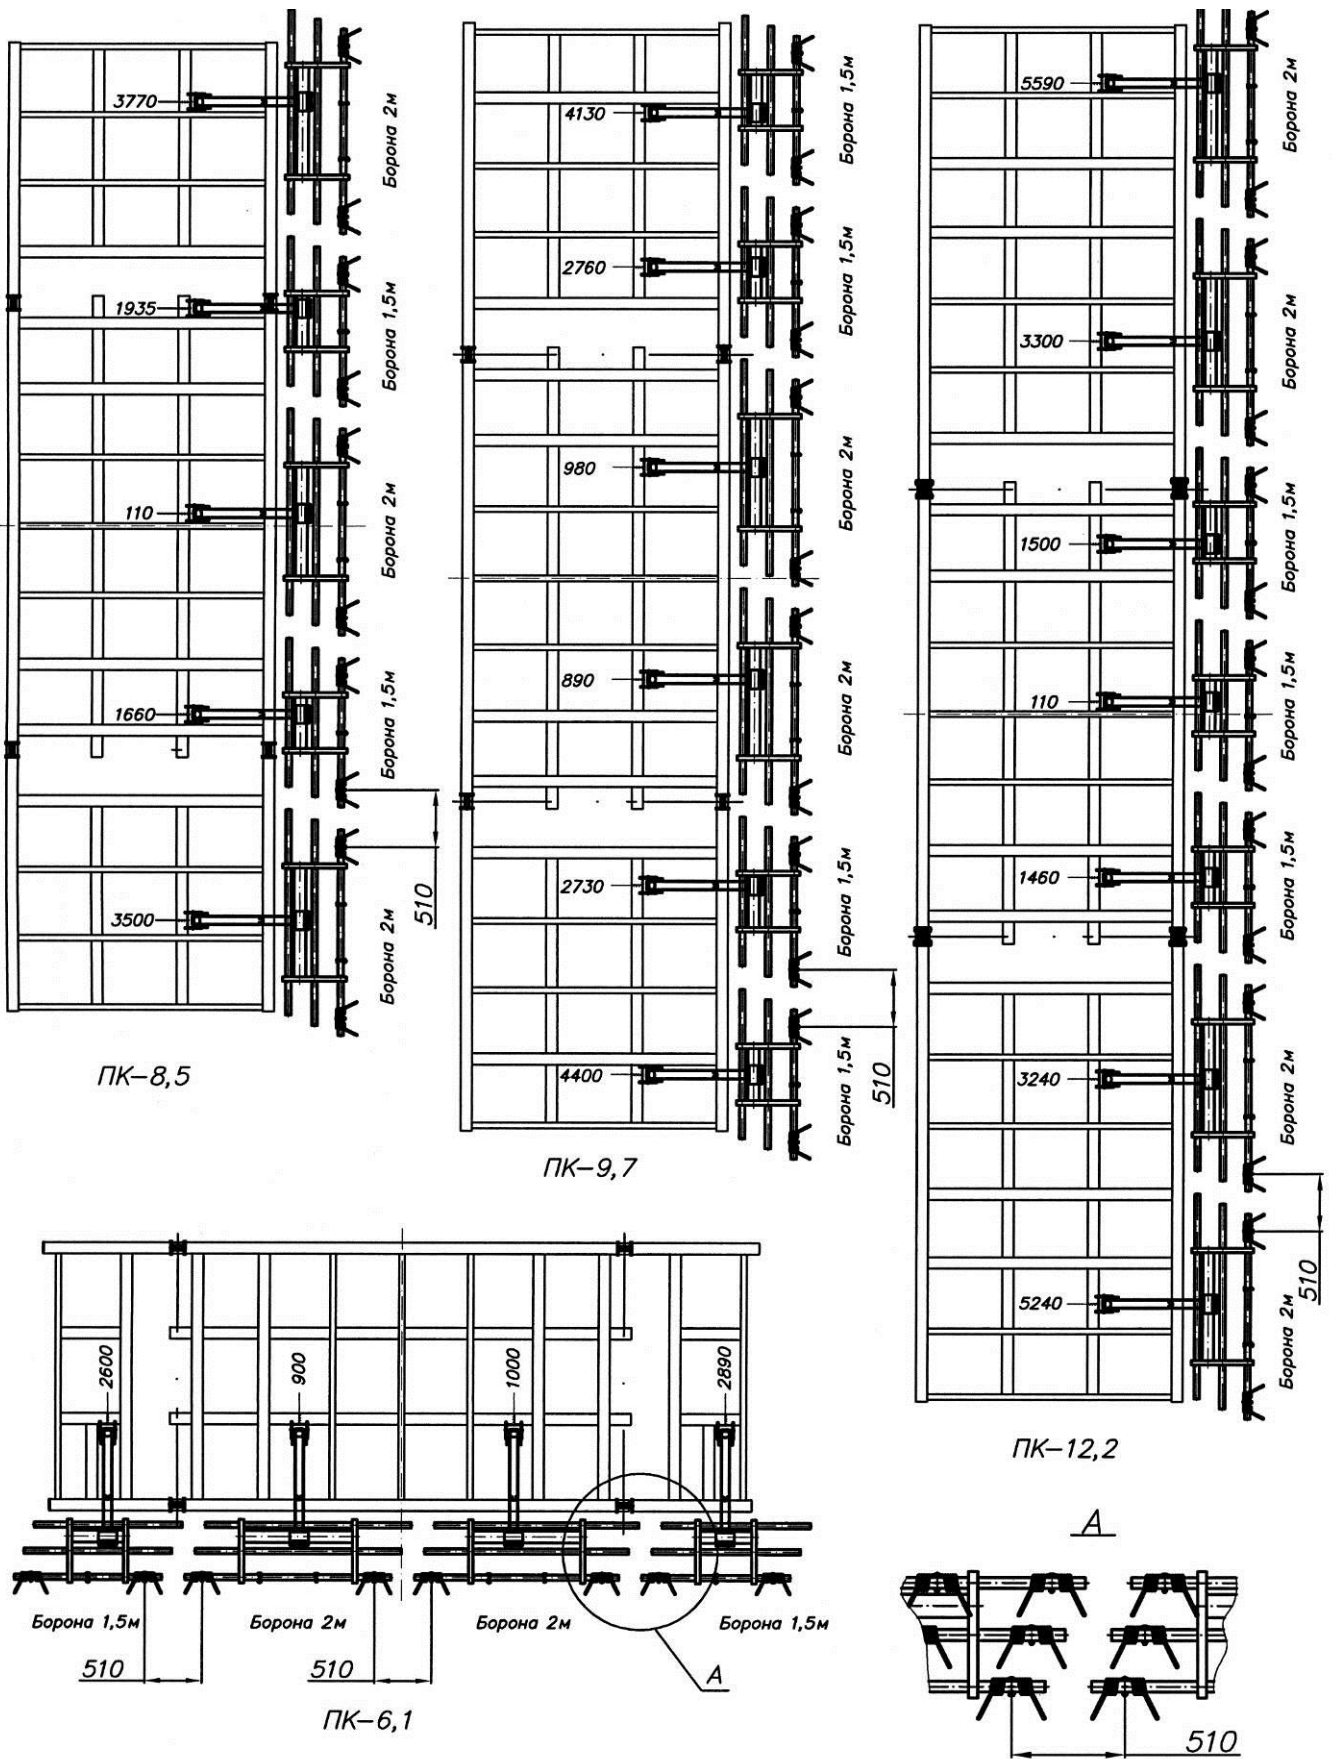 3770
Борона 2м
1935
Борона 1,5м
110
Борона 2м
1660
Борона 1,5м
510
3500
Борона 2м
ПК-8,5
4130
Борона 1,5м
2760
Борона 1,5м
980
Борона 2м
890
Борона 2м
2730
Борона 1,5м
510
4400
Борона 1,5м
ПК-9,7
5590
Борона 2м
3300
Борона 2м
1500
Борона 1,5м
110
Борона 1,5м
1460
Борона 1,5м
3240
Борона 2м
510
5240
Борона 2м
ПК-12,2
2600
900
1000
2890
Борона 1,5м
Борона 2м
Борона 2м
Борона 1,5м
510
510
А
ПК-6,1
А
510